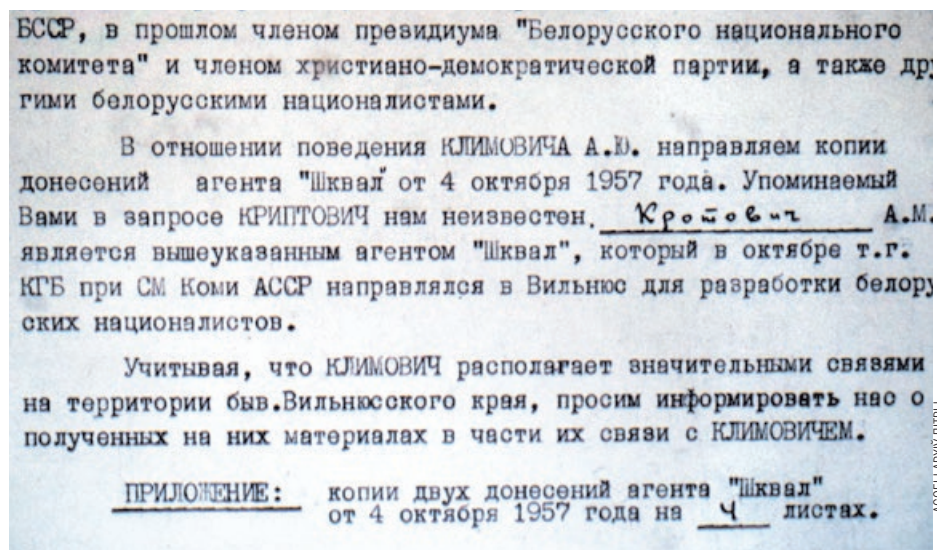 БССР, в прошлом членом президиума "Белорусского национального
комитета" и членом христиано-демократической партии, а также дру
гими белорусскими националистами.
В отношении поведения КЛИМОВИЧА А.Ю. направляем копии
донесений агента "Шквал" от 4 октября 1957 года. Упоминаемый
Вами в запросе КРИПТОВИЧ нам неизвестен. Кротович А.М.
является вышеуказанным агентом "Шквал", который в октябре т.г.
КГБ при СМ Коми АССР направлялся в Вильнюс для разработки белору
ских националистов.
Учитывая, что КЛИМОВИЧ располагает значительными связями
на территории быв.Вильнюсского края, просим информировать нас о
полученных на них материалах в части их связи с КЛИМОВИЧЕМ.
ПРИЛОЖЕНИЕ: копии двух донесений агента "Шквал"
от 4 октября 1957 года на 4 листах.